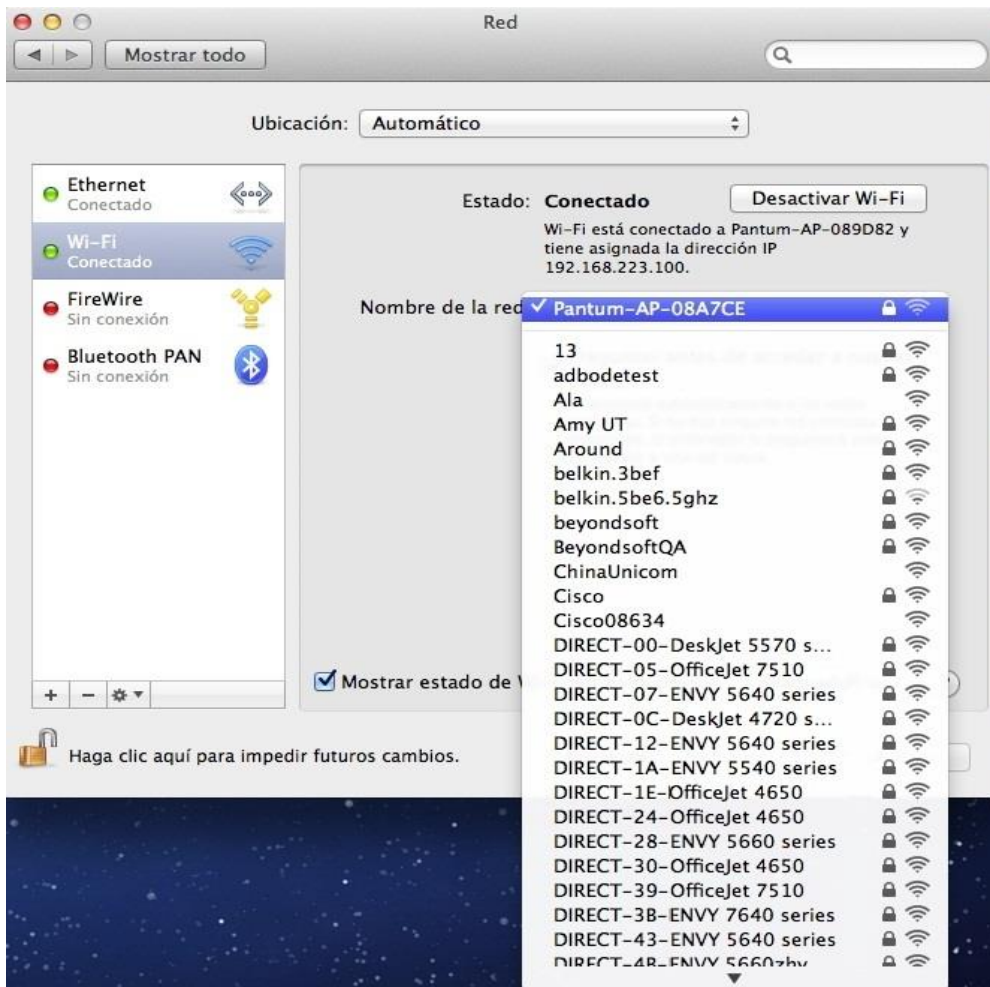 Red
Mostrar todo
Ubicación: Automático
Ethernet
Conectado
Wi-Fi
Conectado
FireWire
Sin conexión
Bluetooth PAN
Sin conexión
Estado: Conectado
Desactivar Wi-Fi
Wi-Fi está conectado a Pantum-AP-089D82 y
tiene asignada la dirección IP
192.168.223.100.
Nombre de la red
Pantum-AP-08A7CE
13
adbodetest
Ala
Amy UT
Around
belkin.3bef
belkin.5be6.5ghz
beyondsoft
BeyondsoftQA
ChinaUnicom
Cisco
Cisco08634
DIRECT-00-DeskJet 5570 s...
DIRECT-05-OfficeJet 7510
DIRECT-07-ENVY 5640 series
DIRECT-0C-DeskJet 4720 s...
DIRECT-12-ENVY 5640 series
DIRECT-1A-ENVY 5540 series
DIRECT-1E-OfficeJet 4650
DIRECT-24-OfficeJet 4650
DIRECT-28-ENVY 5660 series
DIRECT-30-OfficeJet 4650
DIRECT-39-OfficeJet 7510
DIRECT-3B-ENVY 7640 series
DIRECT-43-ENVY 5640 series
DIRECT-4B-ENVY 5660zhy
Mostrar estado de
Haga clic aquí para impedir futuros cambios.